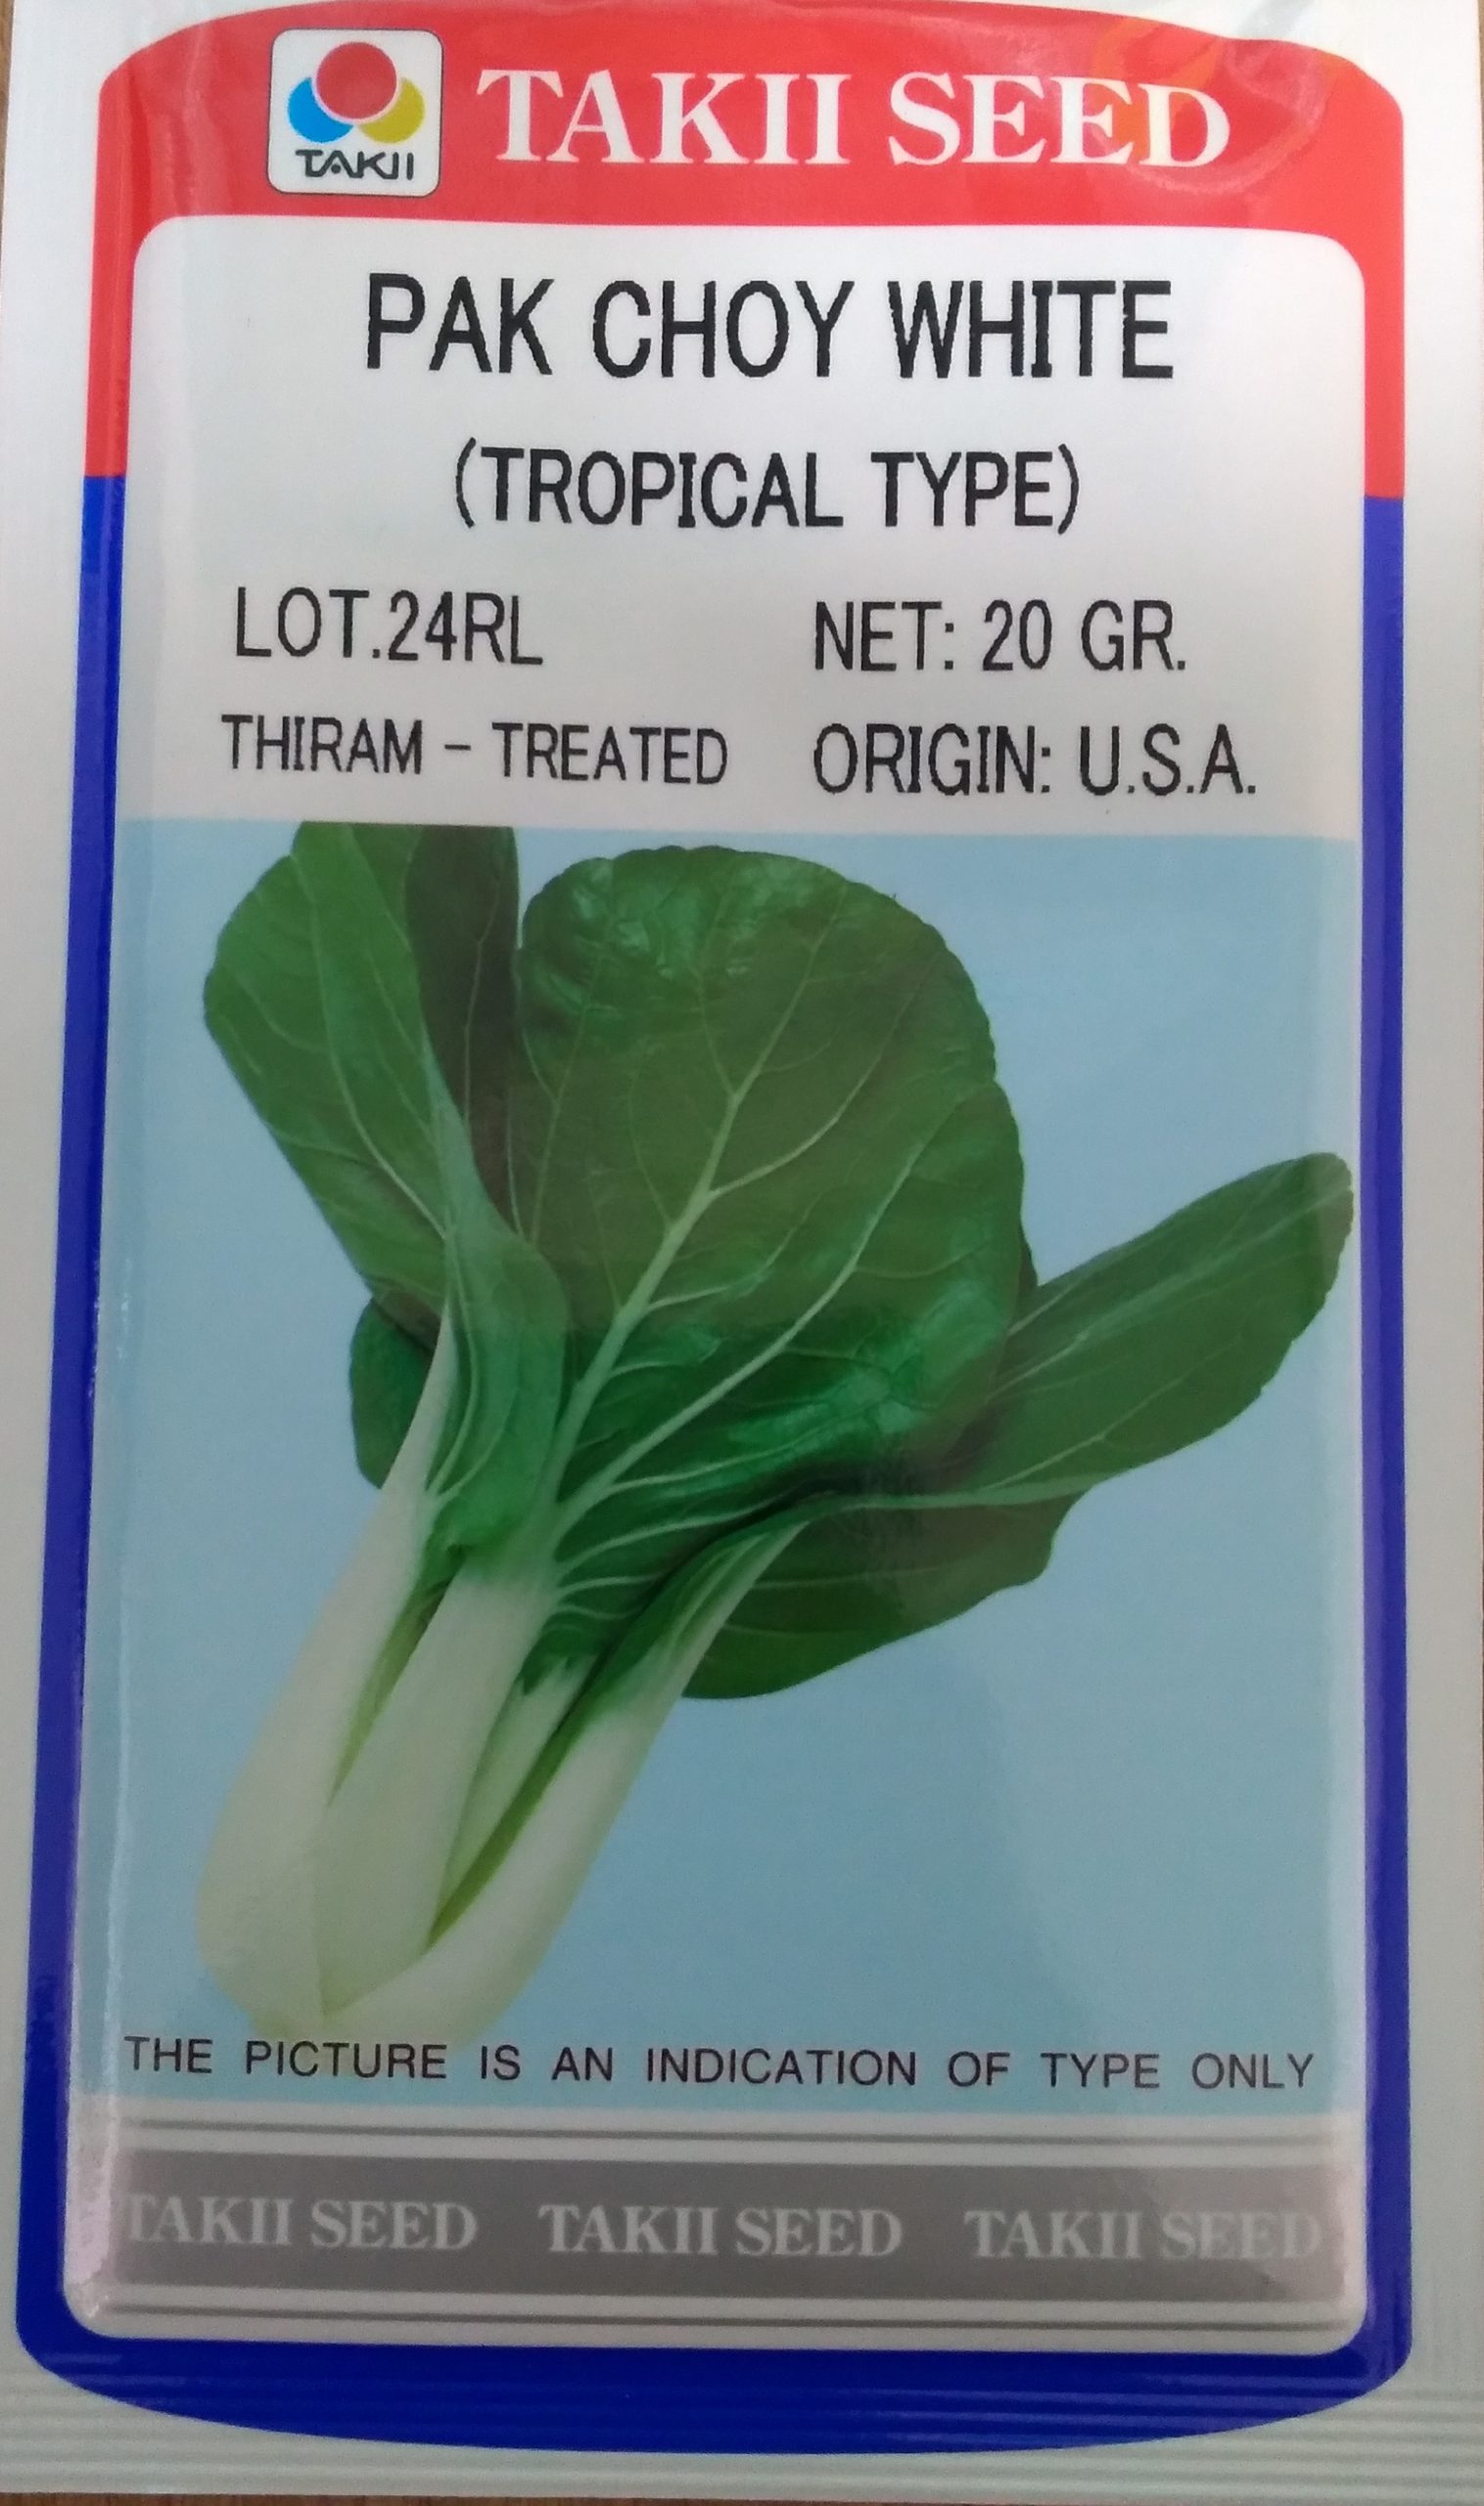 TAKII
TAKII SEED
PAK CHOY WHITE
(TROPICAL TYPE)
LOT.24RL
NET: 20 GR.
THIRAM - TREATED
ORIGIN: U.S.A.
THE PICTURE IS AN INDICATION OF TYPE ONLY
TAKII SEED TAKII SEED TAKII SEED